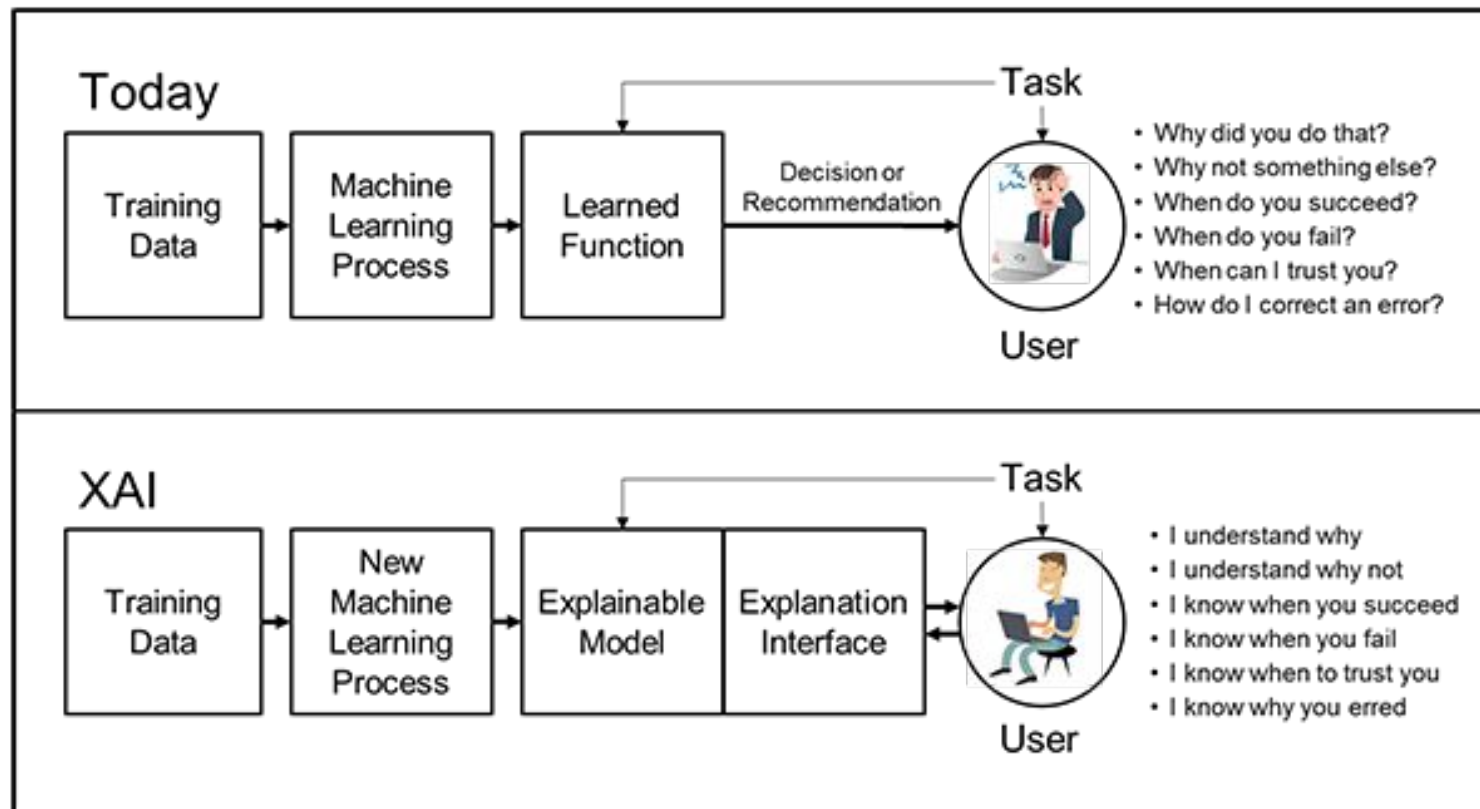 Today
Task
Training
Data
Machine
Learning
Process
Learned
Function
Decision or
Recommendation
User
• Why did you do that?
• Why not something else?
• When do you succeed?
• When do you fail?
• When can I trust you?
• How do I correct an error?
XAI
Task
Training
Data
New
Machine
Learning
Process
Explainable
Model
Explanation
Interface
User
• I understand why
• I understand why not
• I know when you succeed
• I know when you fail
• I know when to trust you
• I know why you erred